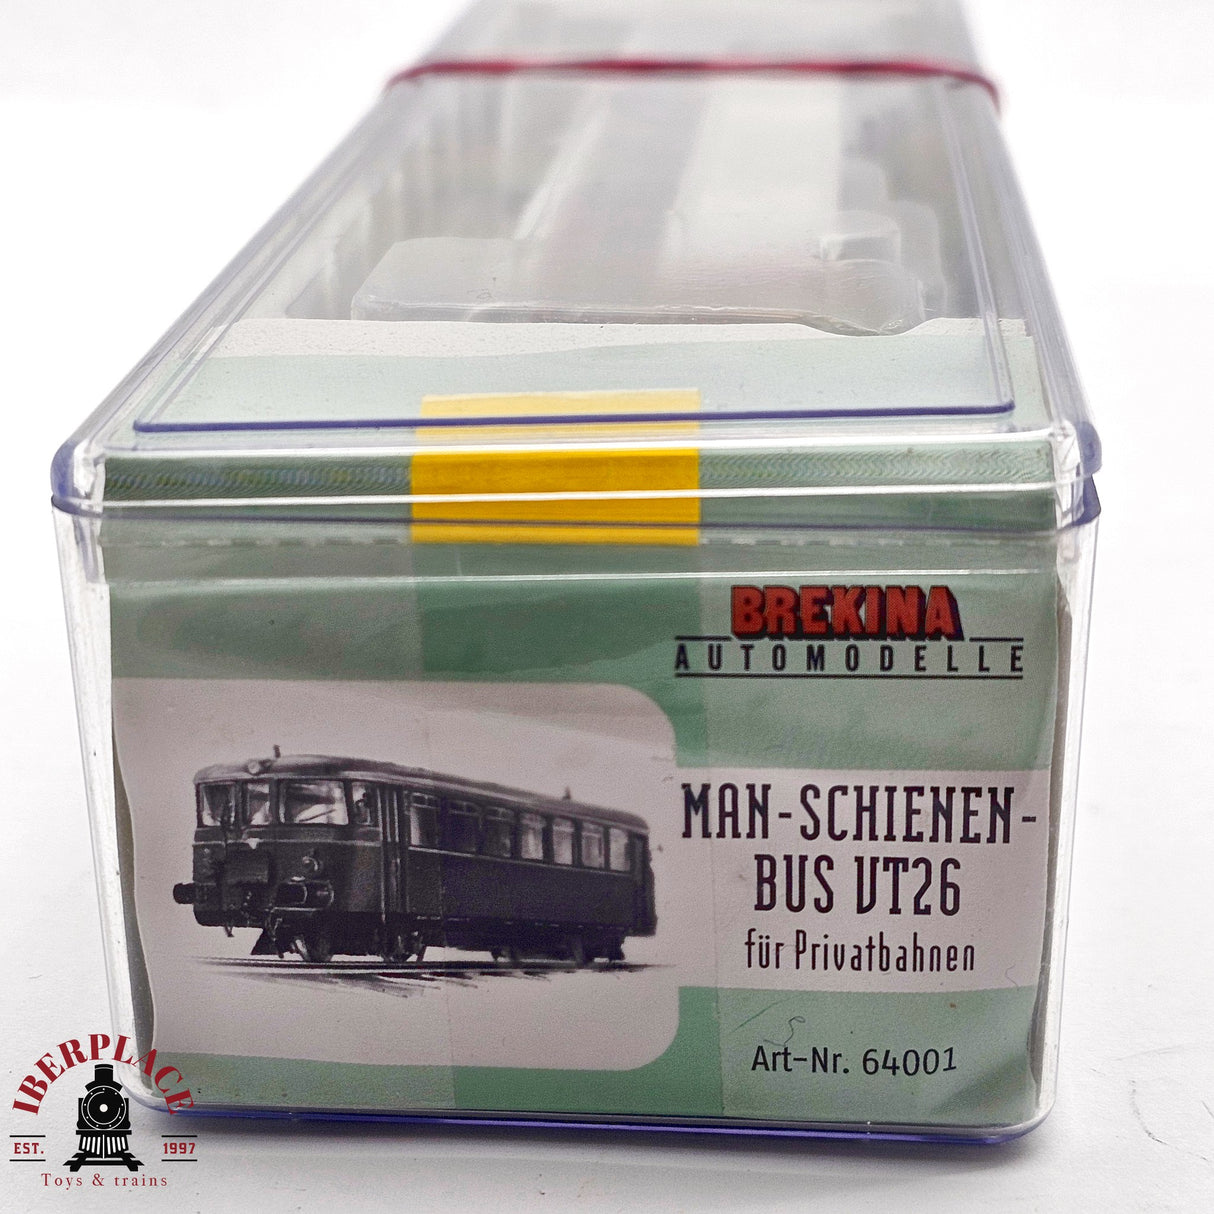 BREKINA
AUTOMODELLE
MAN-SCHIENEN-
BUS VT26
für Privatbahnen
Art-Nr. 64001
IBERPLACE
EST. 1997
Toys & trains